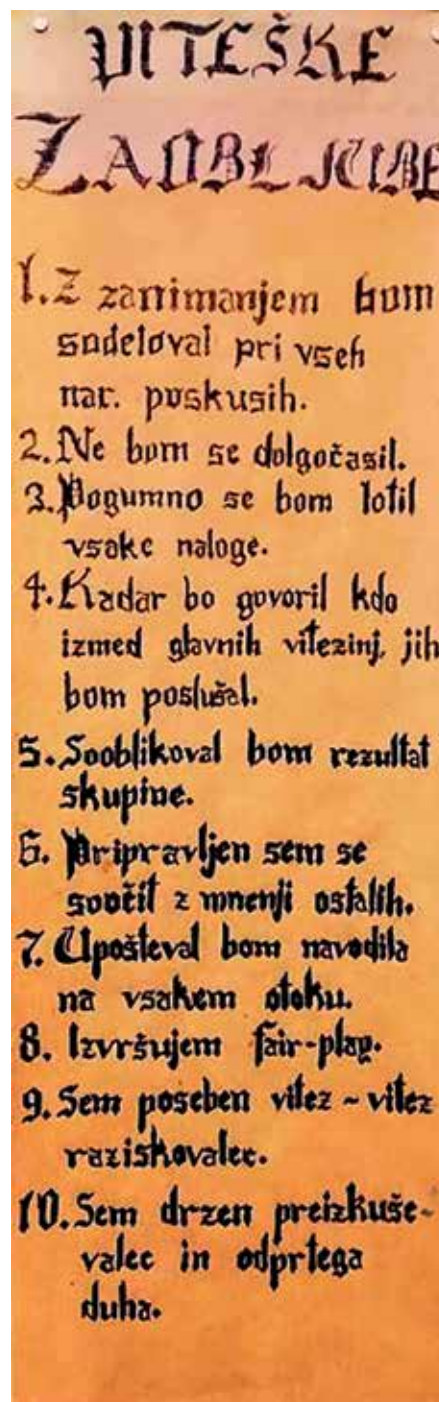 VITEŠKE
ZAOBLJUBE
1. Z zanimanjem bom
sodeloval pri vseh
nar. poskusih.
2. Ne bom se dolgočasil.
3. Pogumno se bom lotil
vsake naloge.
4. Kadar bo govoril kdo
izmed glavnih vitezinj, jih
bom poslušal.
5. Sooblikoval bom rezultat
skupine.
6. Pripravljen sem se
soočit z mnenji ostalih.
7. Upošteval bom navodila
na vsakem otoku.
8. Izvršujem fair-play.
9. Sem poseben vitez ~ vitez
raziskovalec.
10. Sem drzen preizkuše-
valec in odprtega
duha.